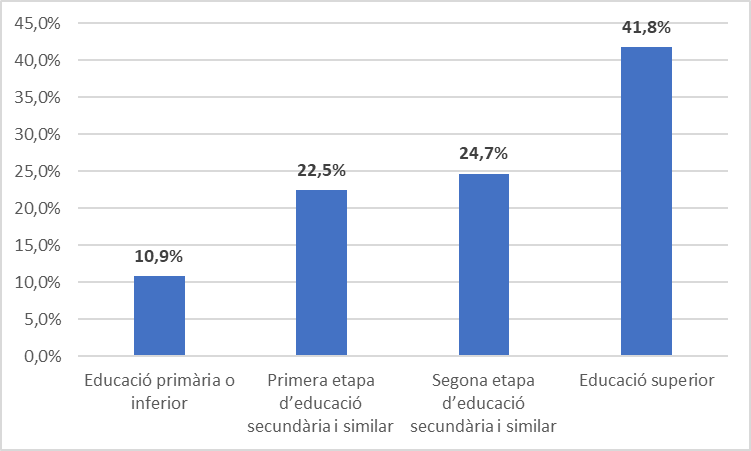 45,0%
40,0%
35,0%
30,0%
25,0%
20,0%
15,0%
10,0%
5,0%
0,0%
10,9%
22,5%
24,7%
41,8%
Educació primària o
inferior
Primera etapa
d’educació
secundària i similar
Segona etapa
d’educació
secundària i similar
Educació superior